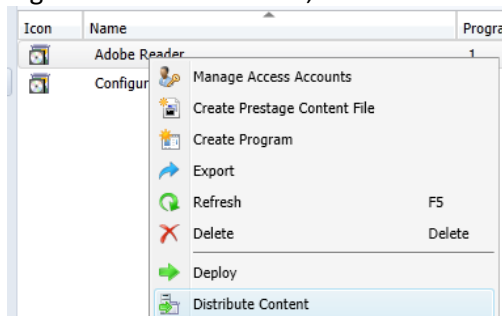 Icon Name Progra
Adobe Reader 1
Configur
Manage Access Accounts
Create Prestage Content File
Create Program
Export
Refresh F5
Delete Delete
Deploy
Distribute Content